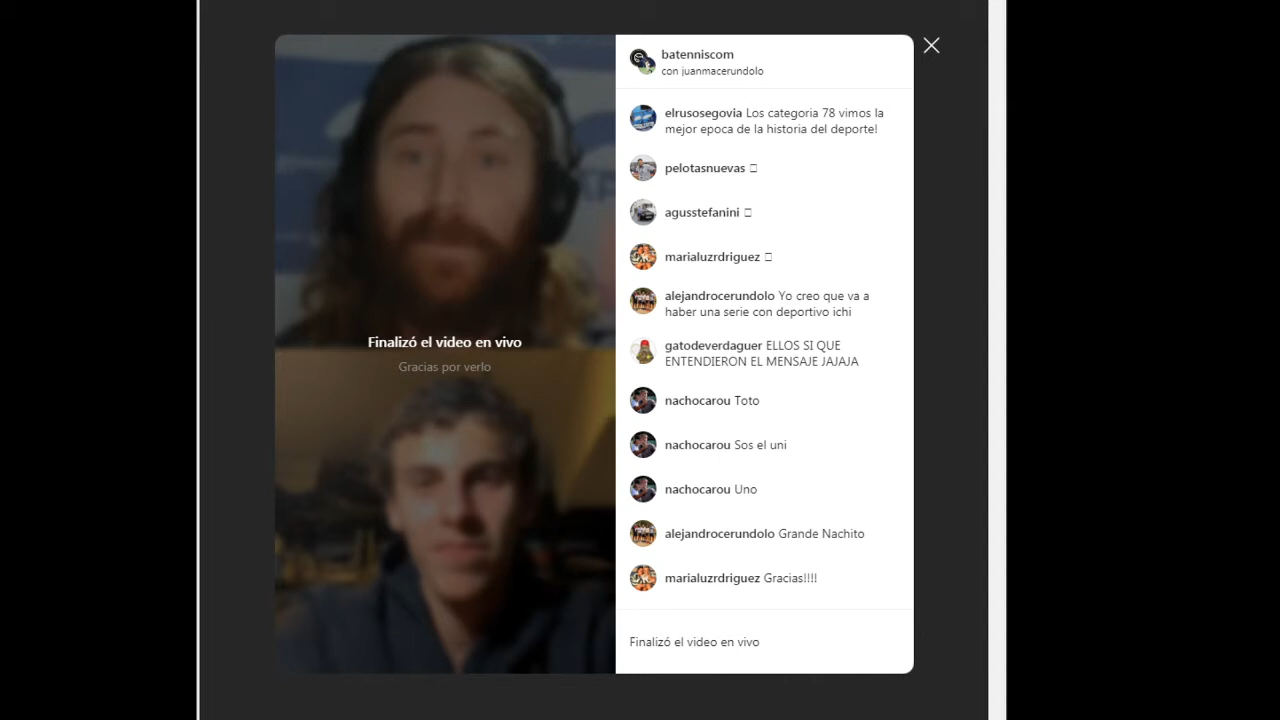 batenniscom
con juanmacerundolo
elrusosegovia Los categoria 78 vimos la
mejor epoca de la historia del deporte!
pelotasnuevas
agusstefanini
marialuzrdriguez
alejandrocerundolo Yo creo que va a
haber una serie con deportivo ichi
gatodeverdaguer ELLOS SI QUE
ENTENDIERON EL MENSAJE JAJAJA
nachocarou Toto
nachocarou Sos el uni
nachocarou Uno
alejandrocerundolo Grande Nachito
marialuzrdriguez Gracias!!!!
Finalizó el video en vivo
Finalizó el video en vivo
Gracias por verlo